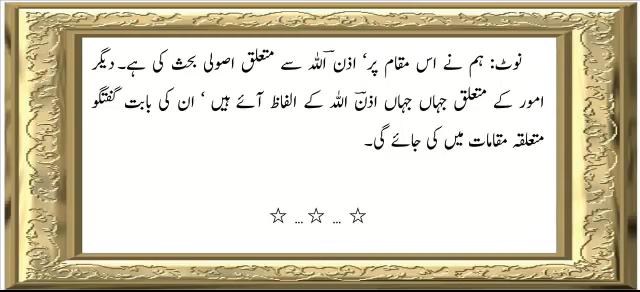 نوٹ: ہم نے اس مقام پر‘ اذن اللہ سے متعلق اصولی بحث کی ہے۔ دیگر
امور کے متعلق جہاں جہاں اذن اللہ کے الفاظ آئے ہیں ‘ ان کی بابت گفتگو
متعلقہ مقامات میں کی جائے گی۔
☆ ... ☆ ... ☆